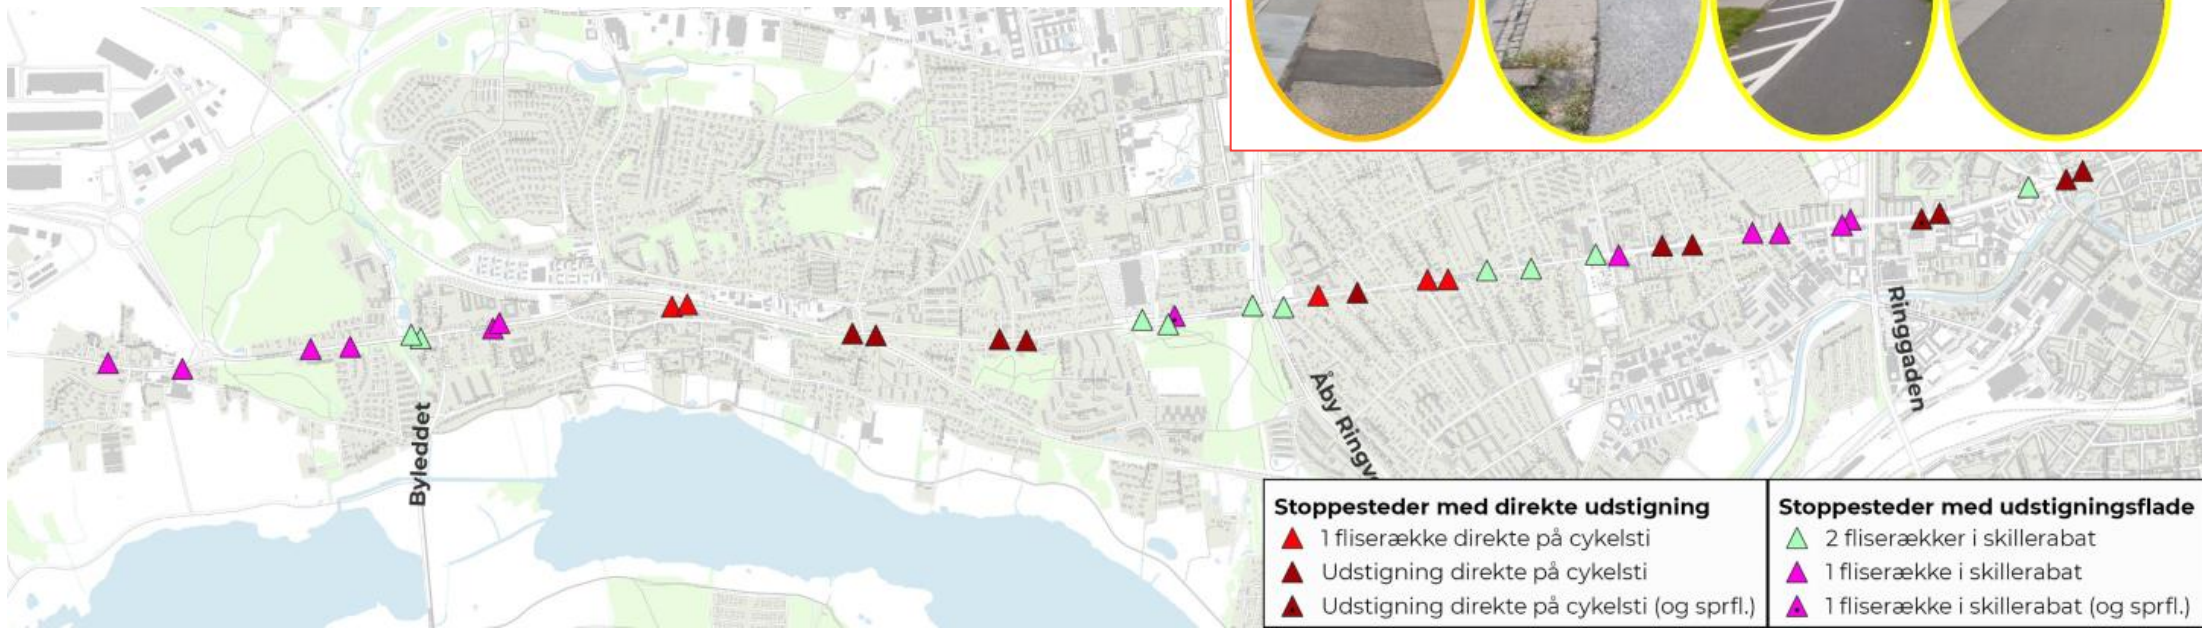 Ringgaden
Åby Ringv
Byleddet
Stoppesteder med direkte udstigning
1 fliserække direkte på cykelsti
Udstigning direkte på cykelsti
Udstigning direkte på cykelsti (og sprfl.)
Stoppesteder med udstigningsflade
2 fliserækker i skillerabat
1 fliserække i skillerabat
1 fliserække i skillerabat (og sprfl.)